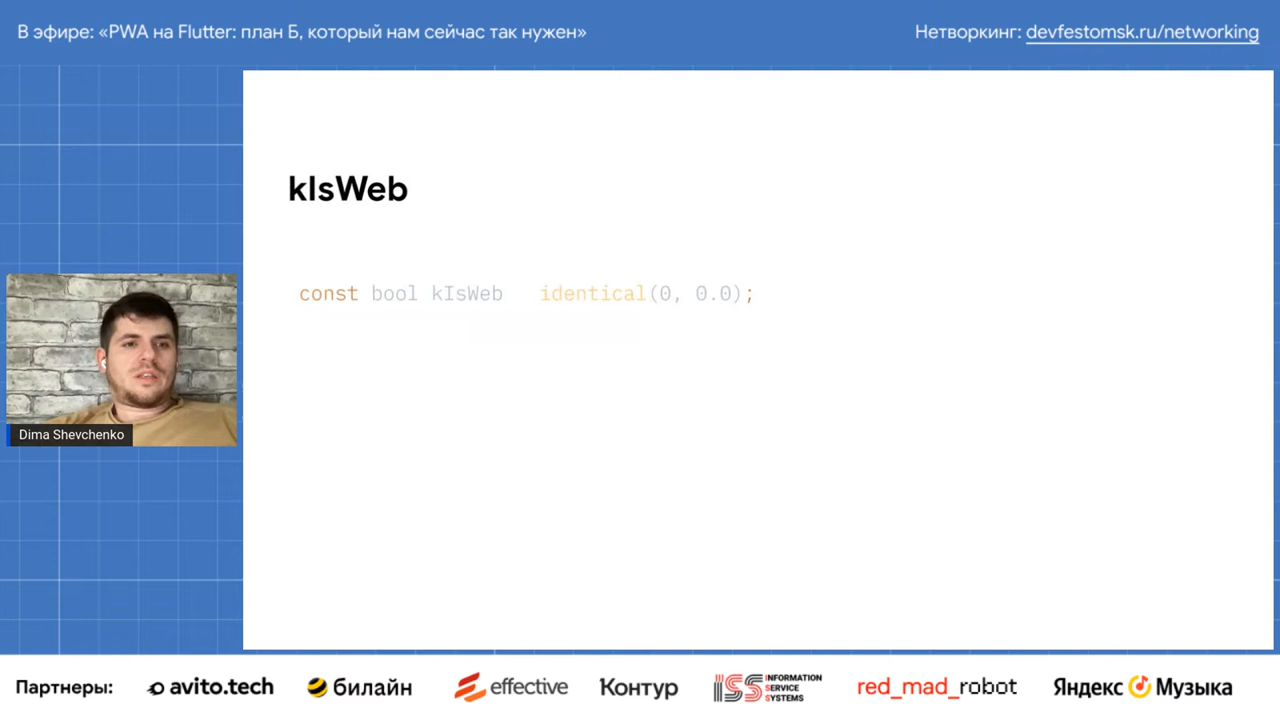 В эфире: «PWA на Flutter: план Б, который нам сейчас так нужен»
Нетворкинг: devfestomsk.ru/networking
kIsWeb
const bool kIsWeb   identical(0, 0.0);
Dima Shevchenko
Партнеры: avito.tech билайн effective Контур ISS INFORMATION SERVICE SYSTEMS red_mad_robot Яндекс Музыка